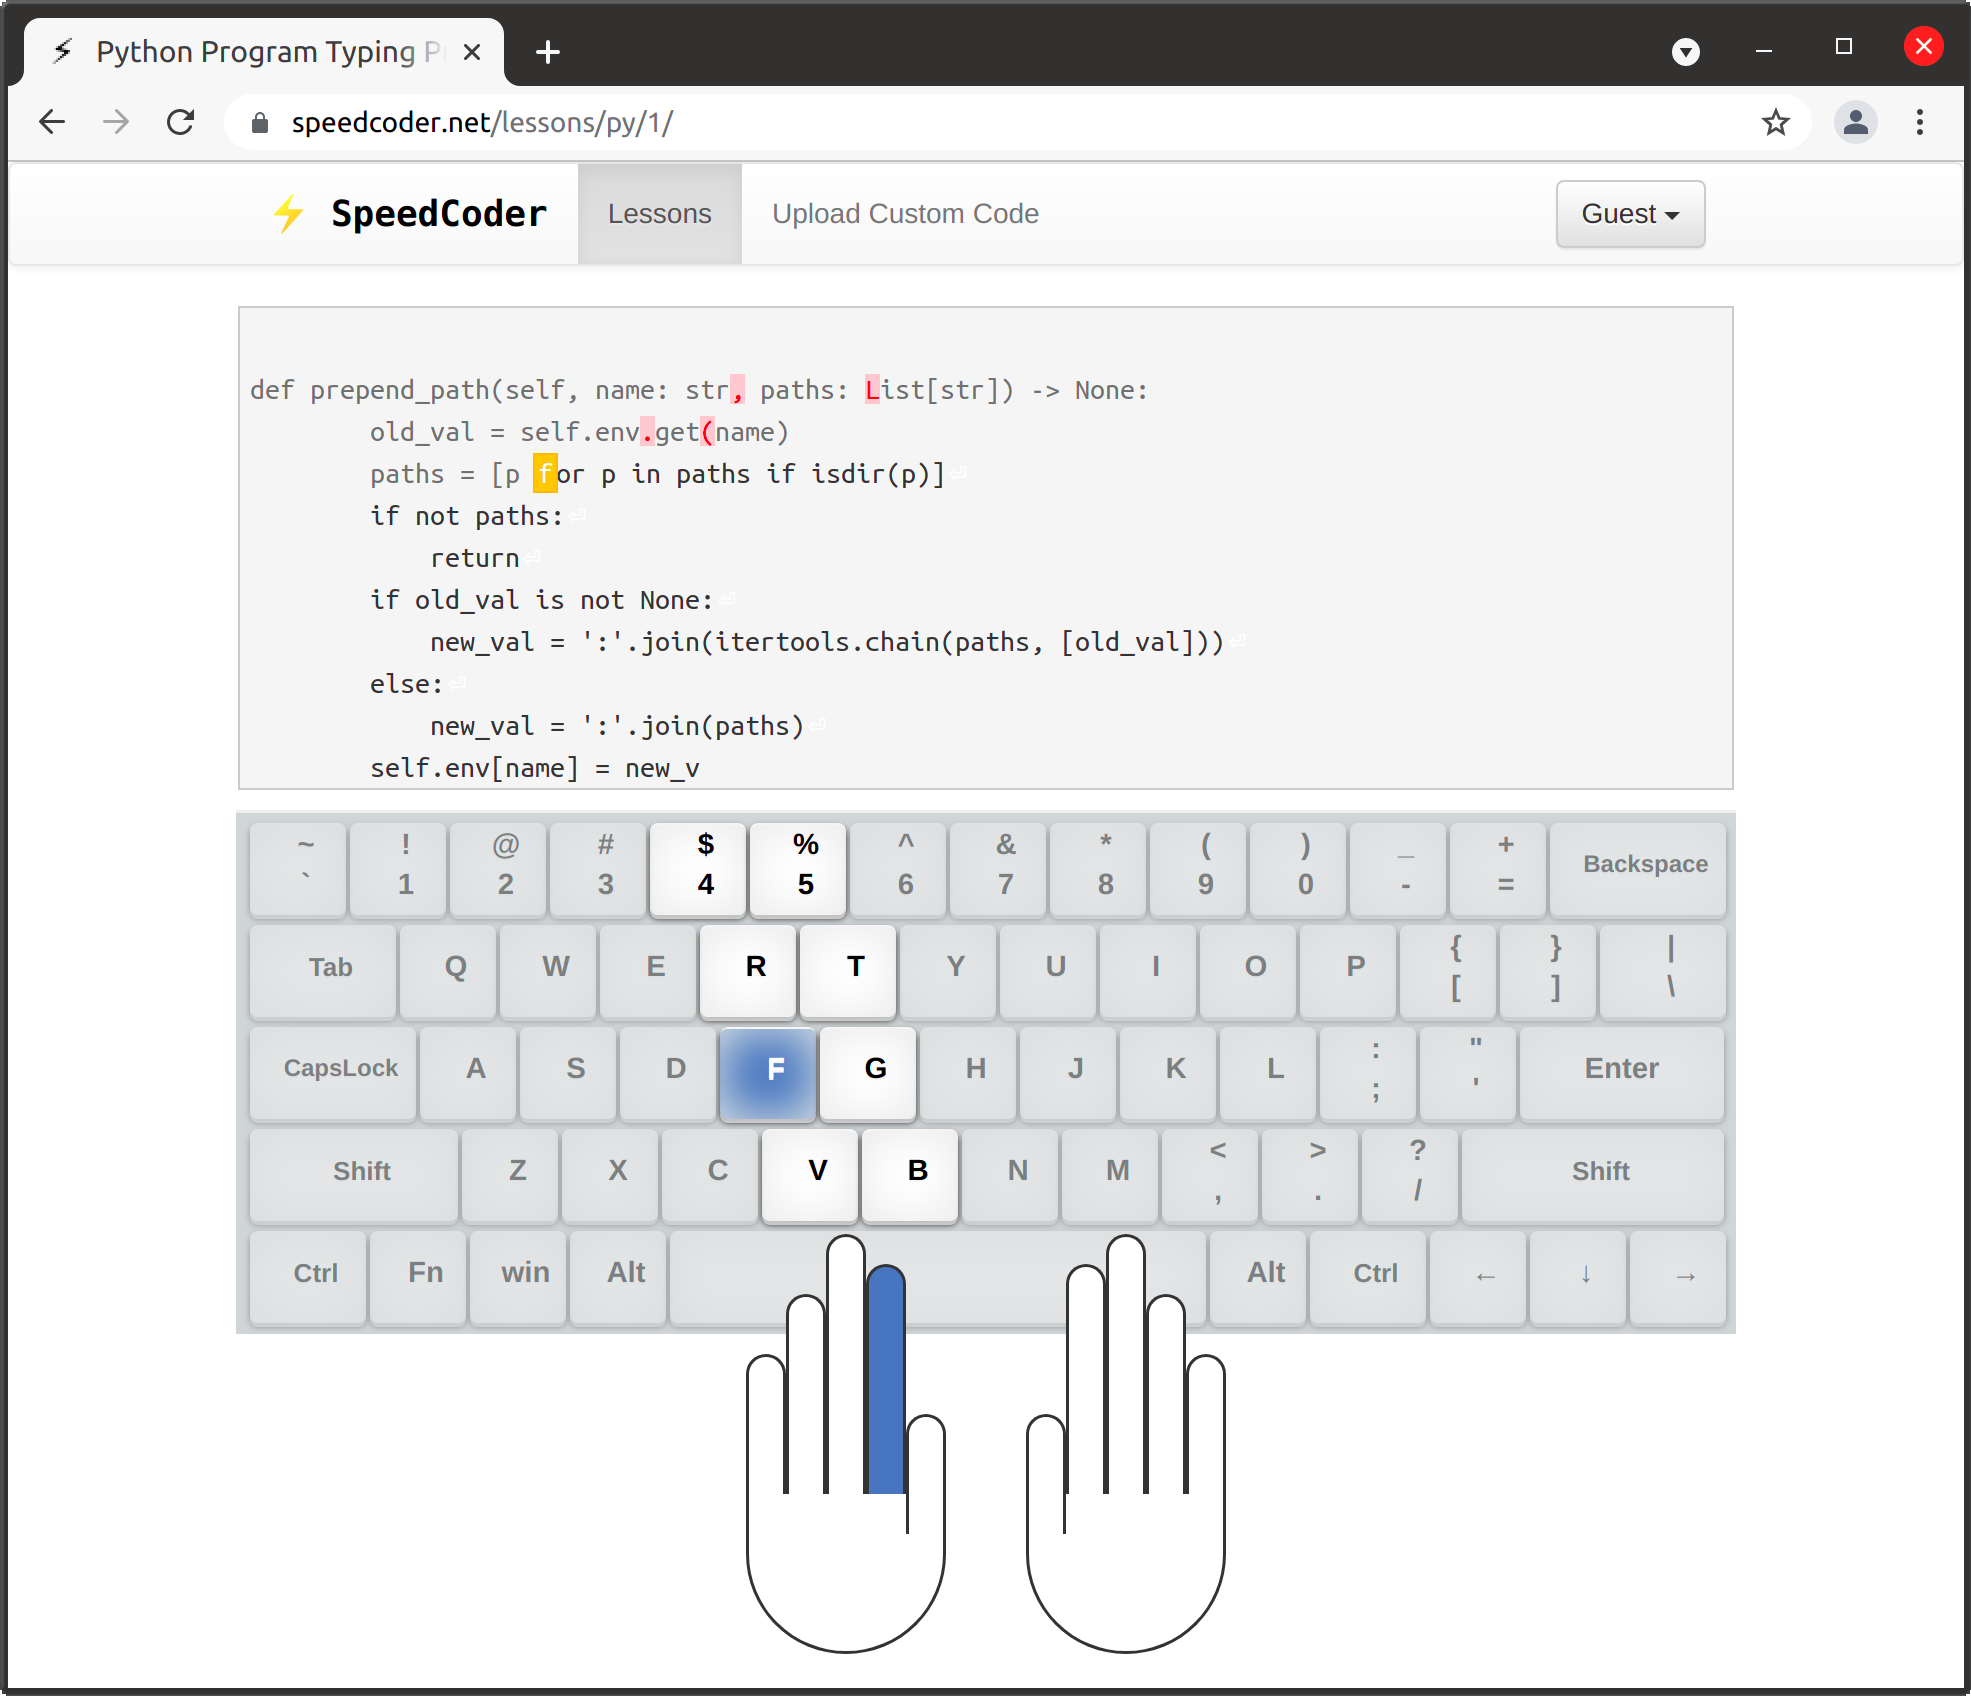 Python Program Typing P
speedcoder.net/lessons/py/1/
⚡ SpeedCoder Lessons Upload Custom Code Guest
def prepend_path(self, name: str, paths: List[str]) -> None:
        old_val = self.env.get(name)
        paths = [p for p in paths if isdir(p)]⏎
        if not paths:⏎
            return⏎
        if old_val is not None:⏎
            new_val = ':'.join(itertools.chain(paths, [old_val]))⏎
        else:⏎
            new_val = ':'.join(paths)⏎
        self.env[name] = new_v
~ ! @ # $ % ^ & * ( ) _ +
` 1 2 3 4 5 6 7 8 9 0 - = Backspace
{ } |
Tab Q W E R T Y U I O P [ ] \
: "
CapsLock A S D F G H J K L ; ' Enter
< > ?
Shift Z X C V B N M , . / Shift
Ctrl Fn win Alt Alt Ctrl ← ↓ →